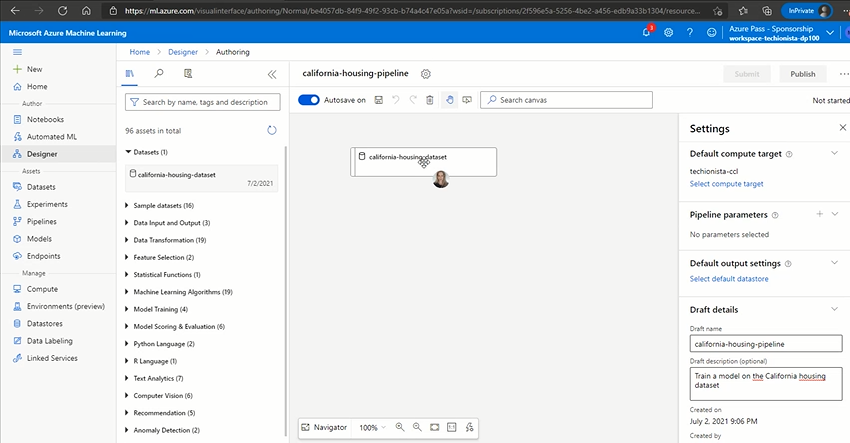 https://ml.azure.com/visualinterface/authoring/Normal/be4057db-84f9-49f2-93cb-b74a4c47e05a?wsid=/subscriptions/2f596e5a-5256-4be2-a456-edb9a33b1304/resource...
InPrivate
Microsoft Azure Machine Learning
1
Azure Pass - Sponsorship
workspace-techionista-dp100
New
Home
Author
Notebooks
Automated ML
Designer
Assets
Datasets
Experiments
Pipelines
Models
Endpoints
Manage
Compute
Environments (preview)
Datastores
Data Labeling
Linked Services
Home
Designer
Authoring
Search by name, tags and description
96 assets in total
Datasets (1)
california-housing-dataset
7/2/2021
Sample datasets (16)
Data Input and Output (3)
Data Transformation (19)
Feature Selection (2)
Statistical Functions (1)
Machine Learning Algorithms (19)
Model Training (4)
Model Scoring & Evaluation (6)
Python Language (2)
R Language (1)
Text Analytics (7)
Computer Vision (6)
Recommendation (5)
Anomaly Detection (2)
california-housing-pipeline
Submit
Publish
Autosave on
Search canvas
Not started
california-housing-dataset
Navigator
100%
Settings
Default compute target
techionista-ccl
Select compute target
Pipeline parameters
No parameters selected
Default output settings
Select default datastore
Draft details
Draft name
california-housing-pipeline
Draft description (optional)
Train a model on the California housing
dataset
Created on
July 2, 2021 9:06 PM
Created by